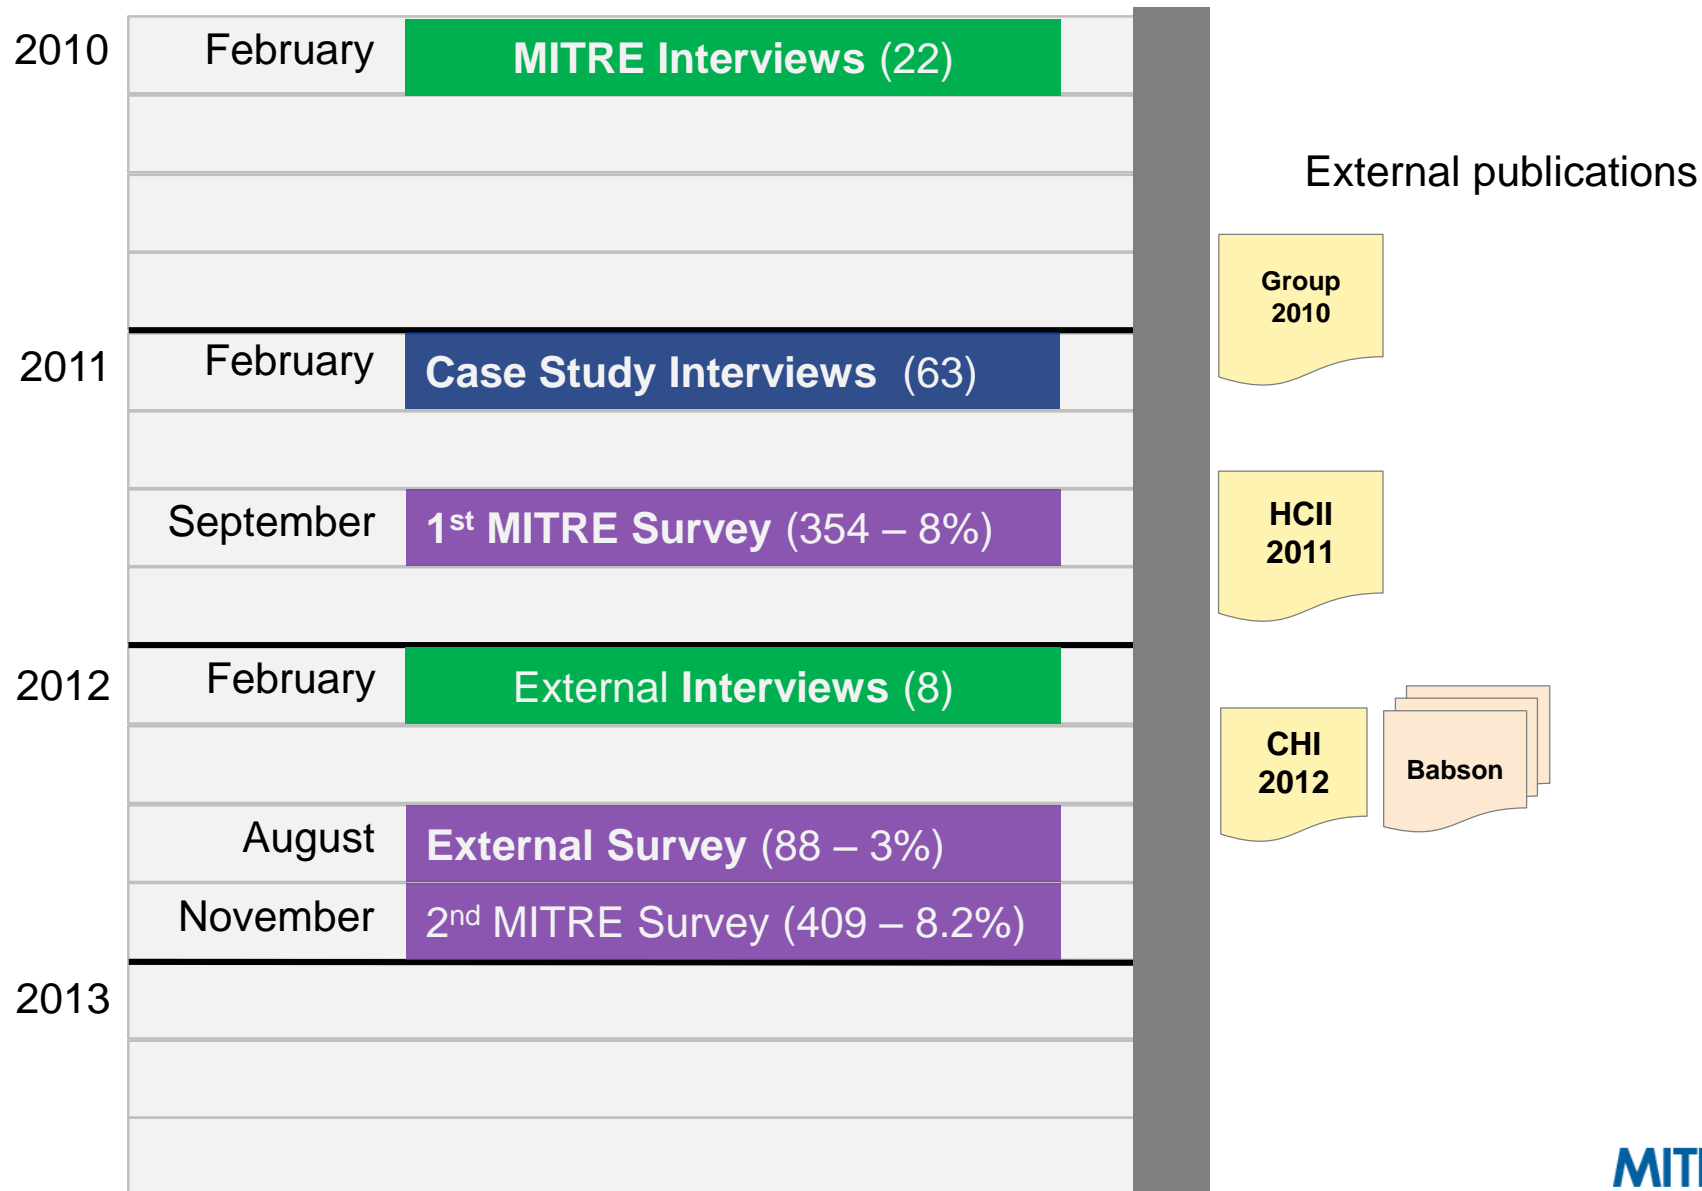 2010 February MITRE Interviews (22)
External publications
Group
2010
2011 February Case Study Interviews (63)
September 1st MITRE Survey (354 – 8%)
HCII
2011
2012 February External Interviews (8)
CHI
2012
Babson
August External Survey (88 – 3%)
November 2nd MITRE Survey (409 – 8.2%)
2013